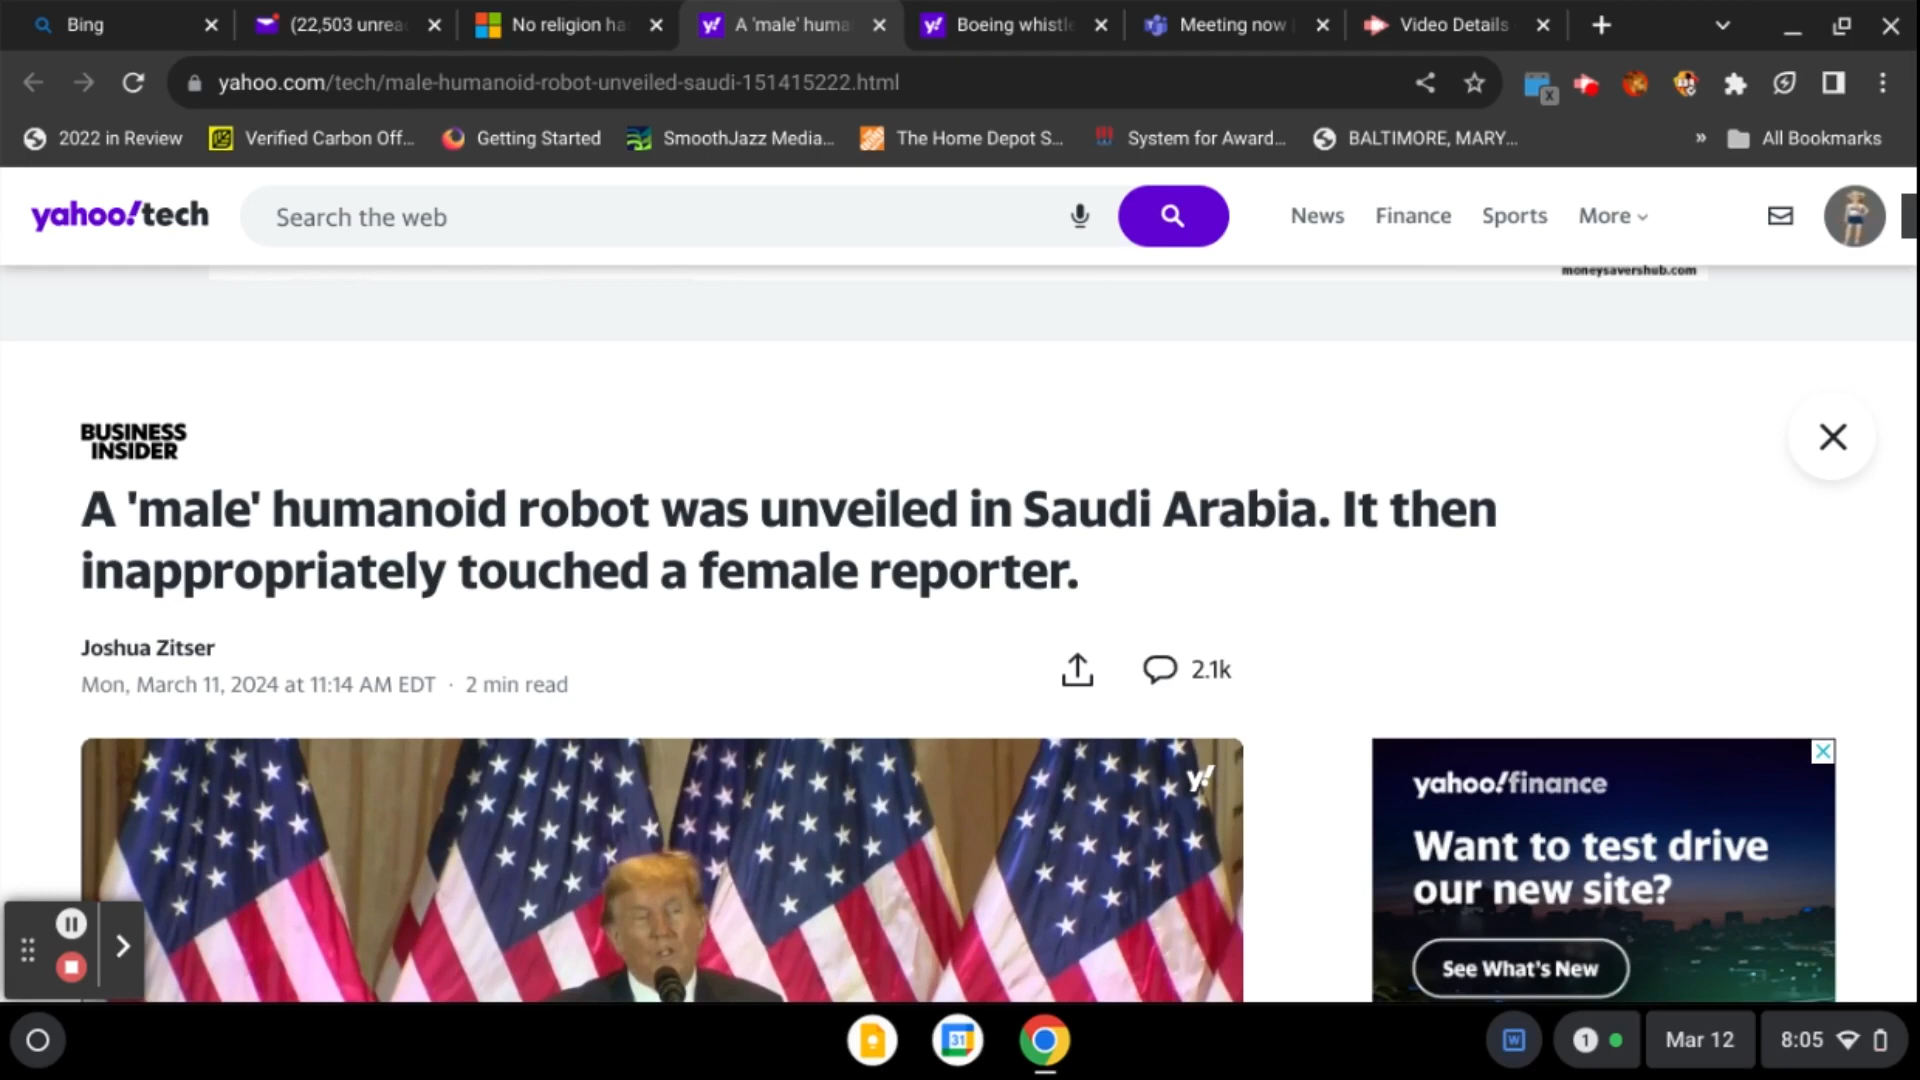 Bing
(22,503 unrea
No religion ha
A 'male' huma
Boeing whistle
Meeting now
Video Details
yahoo.com/tech/male-humanoid-robot-unveiled-saudi-151415222.html
2022 in Review
Verified Carbon Off...
Getting Started
SmoothJazz Media...
The Home Depot S...
System for Award...
BALTIMORE, MARY...
»
All Bookmarks
yahoo!tech
Search the web
News
Finance
Sports
More
moneysavershub.com
BUSINESS
INSIDER
A 'male' humanoid robot was unveiled in Saudi Arabia. It then
inappropriately touched a female reporter.
Joshua Zitser
Mon, March 11, 2024 at 11:14 AM EDT · 2 min read
2.1k
y!
yahoo!finance
Want to test drive
our new site?
See What's New
31
W
1
Mar 12
8:05